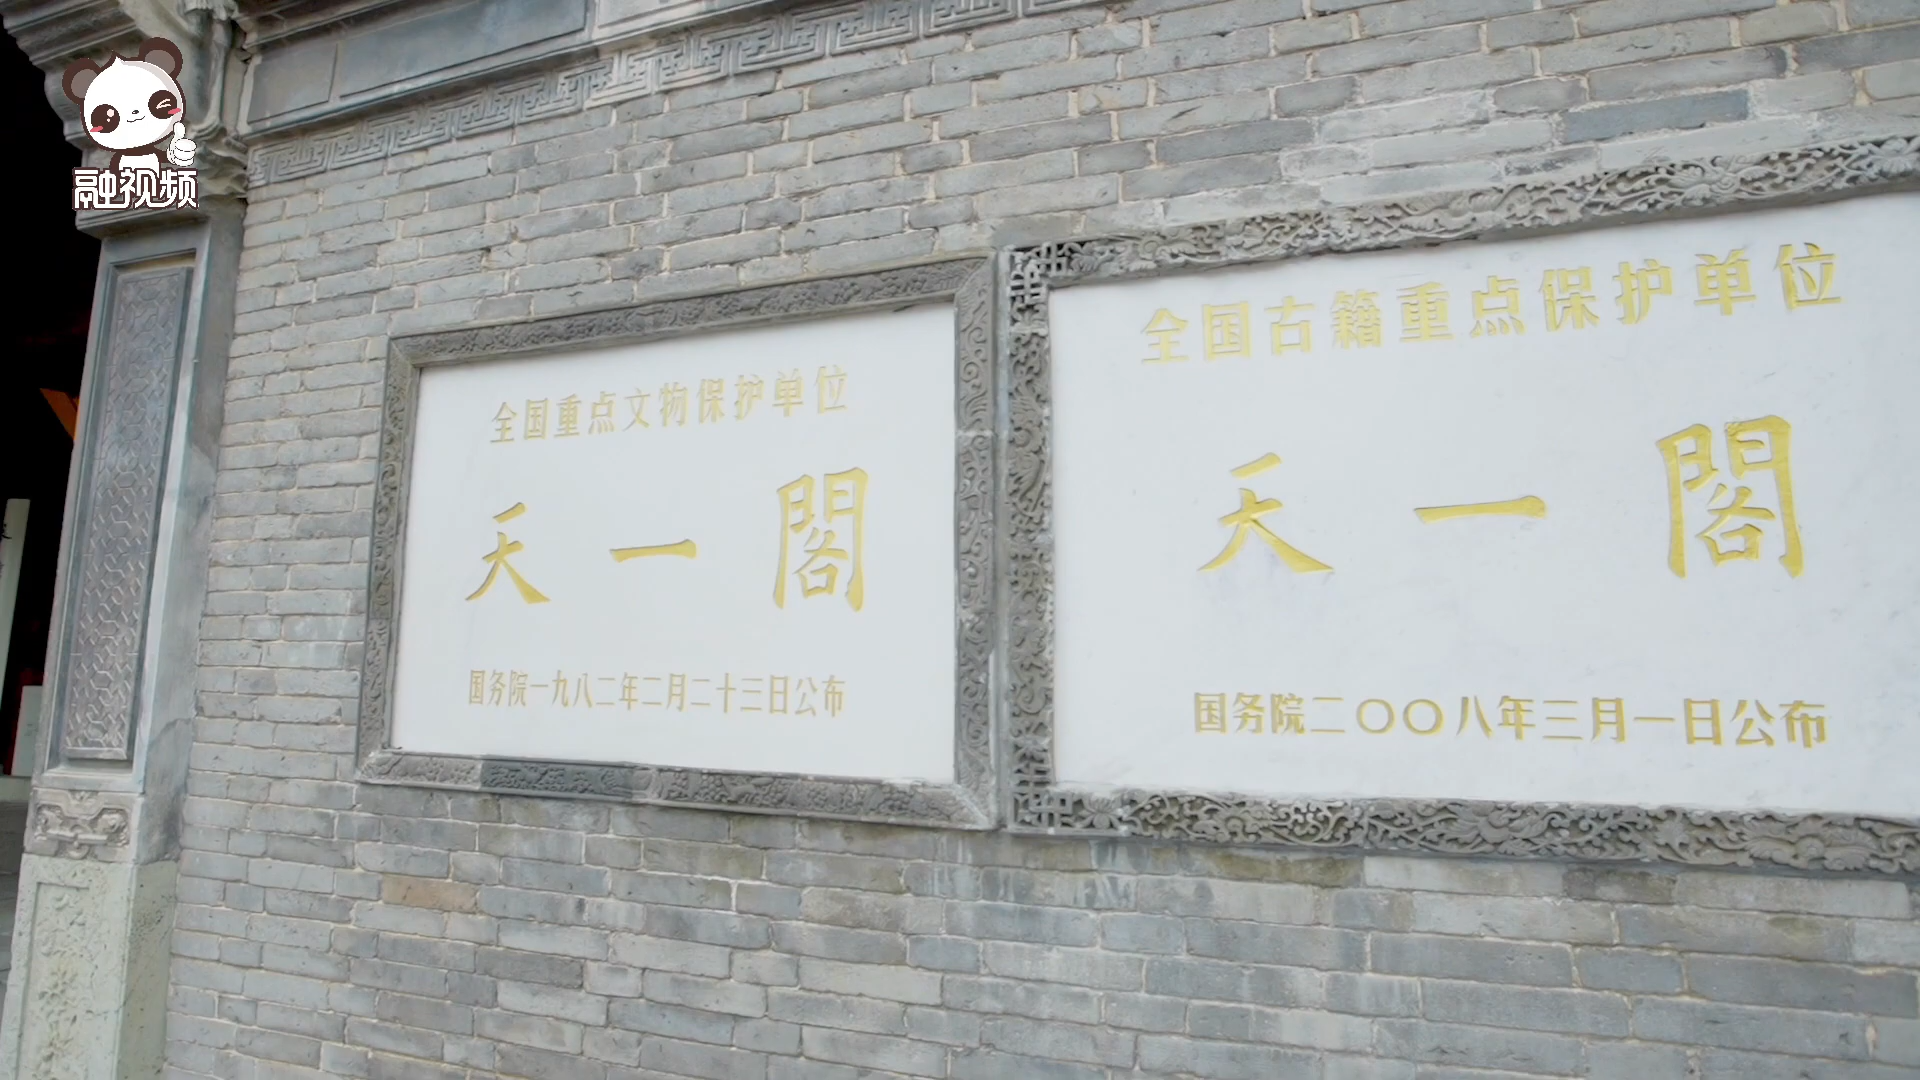 融视频
全国重点文物保护单位
天一閣
国务院一九八二年二月二十三日公布
全国古籍重点保护单位
天一閣
国务院二〇〇八年三月一日公布